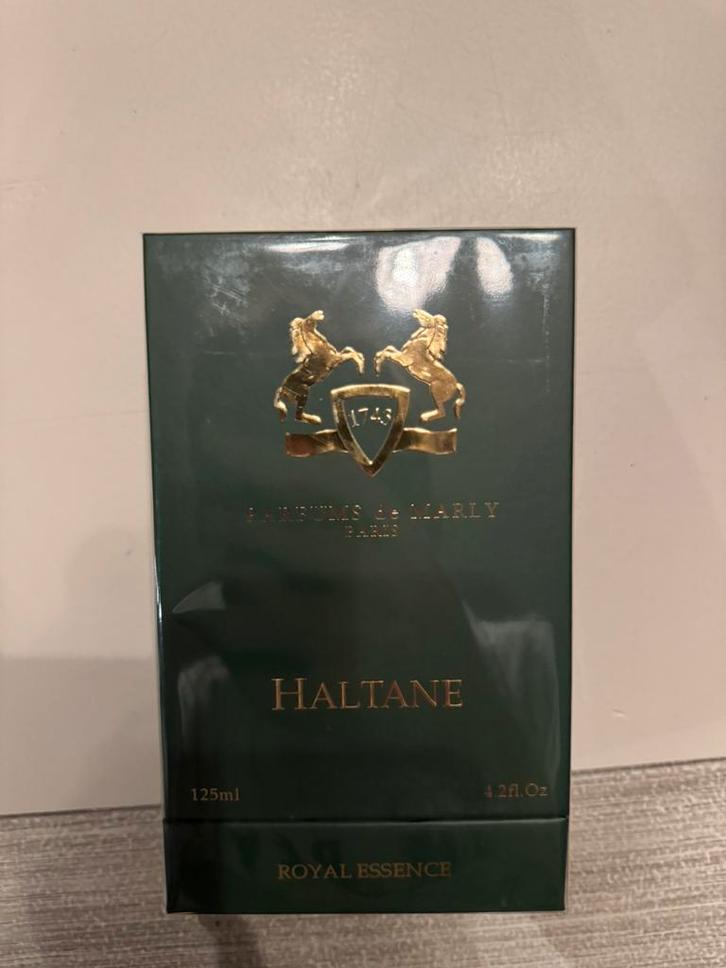 1743
PARFUMS de MARLY
PARIS
HALTANE
125ml 4.2fl.Oz
ROYAL ESSENCE